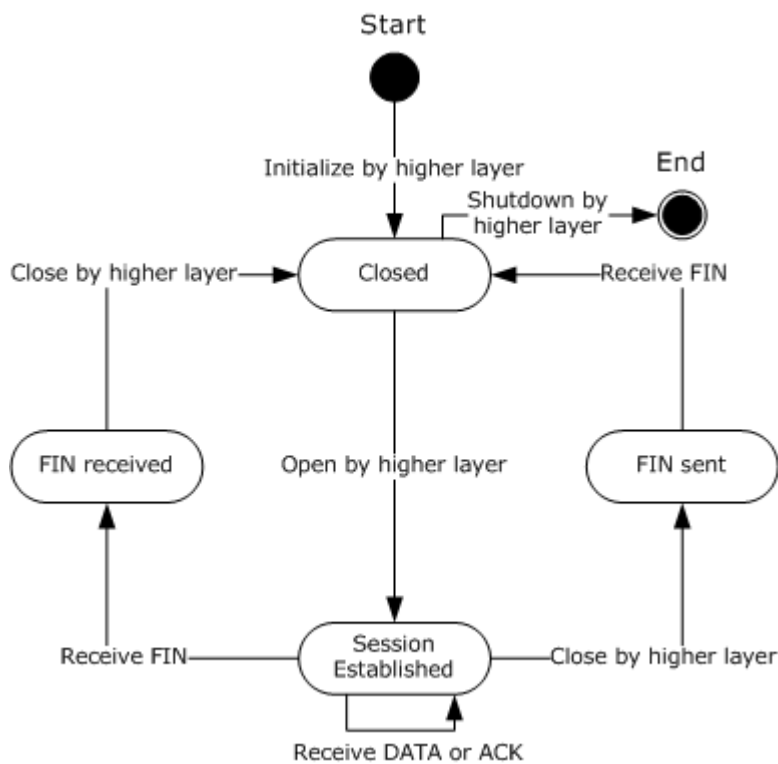 Start
Initialize by higher layer
End
Shutdown by
higher layer
Close by higher layer
Closed
Receive FIN
FIN received
Open by higher layer
FIN sent
Receive FIN
Session
Established
Close by higher layer
Receive DATA or ACK